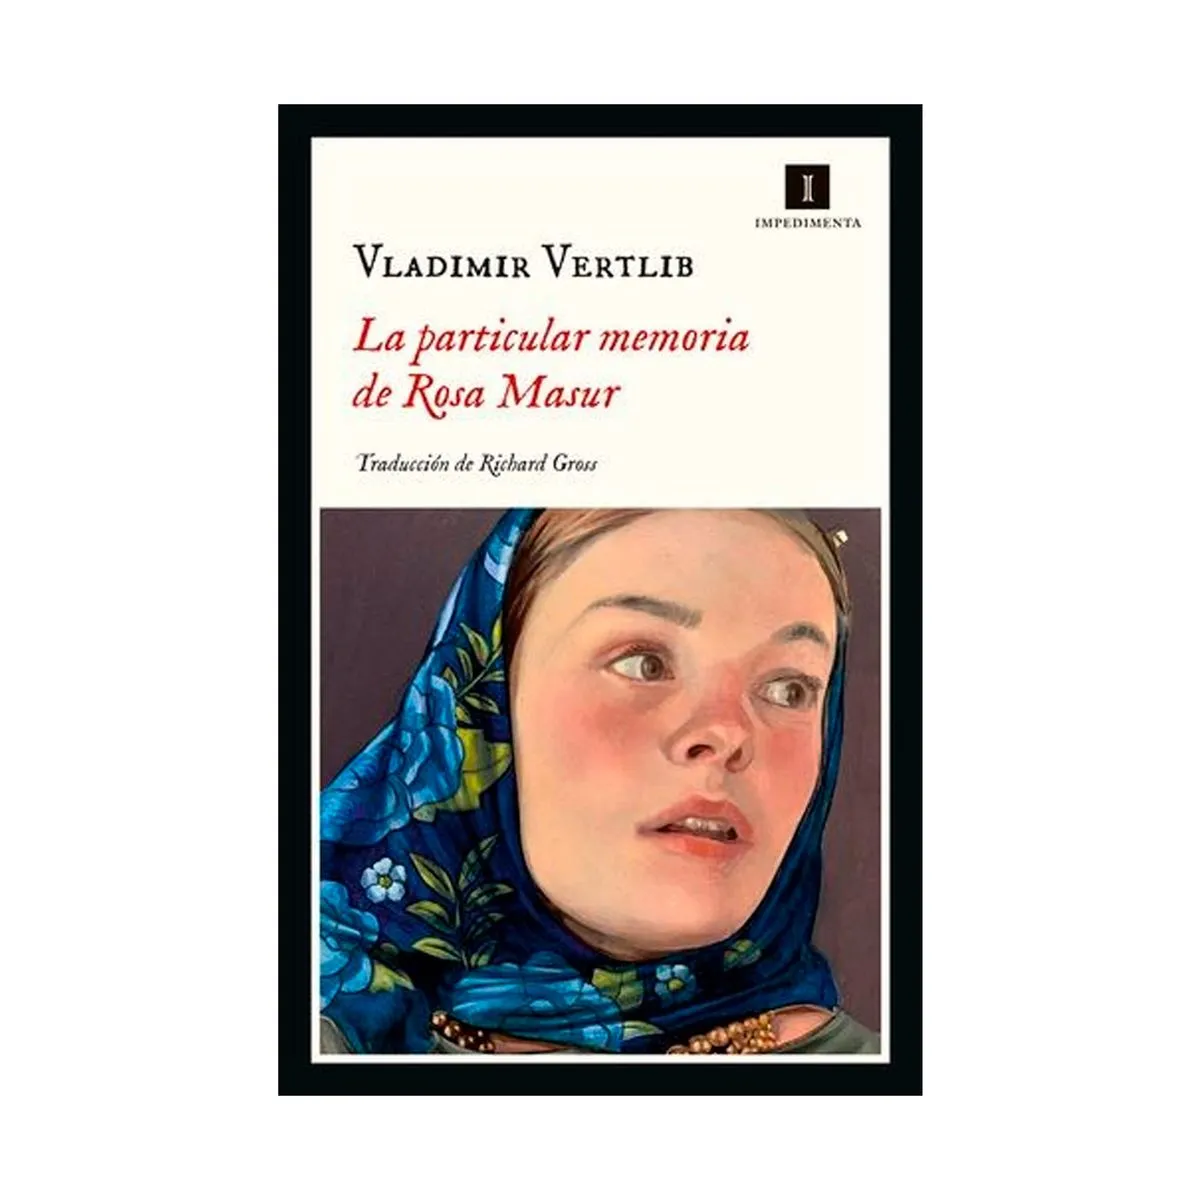 IMPEDIMENTA
VLADIMIR VERTLIB
La particular memoria
de Rosa Masur
Traducción de Richard Gross